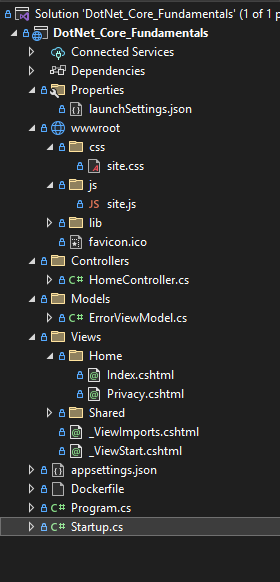 Solution 'DotNet_Core_Fundamentals' (1 of 1 p
DotNet_Core_Fundamentals
Connected Services
Dependencies
Properties
launchSettings.json
wwwroot
css
site.css
js
JS site.js
lib
favicon.ico
Controllers
C# HomeController.cs
Models
C# ErrorViewModel.cs
Views
Home
Index.cshtml
Privacy.cshtml
Shared
_ViewImports.cshtml
_ViewStart.cshtml
appsettings.json
Dockerfile
C# Program.cs
C# Startup.cs